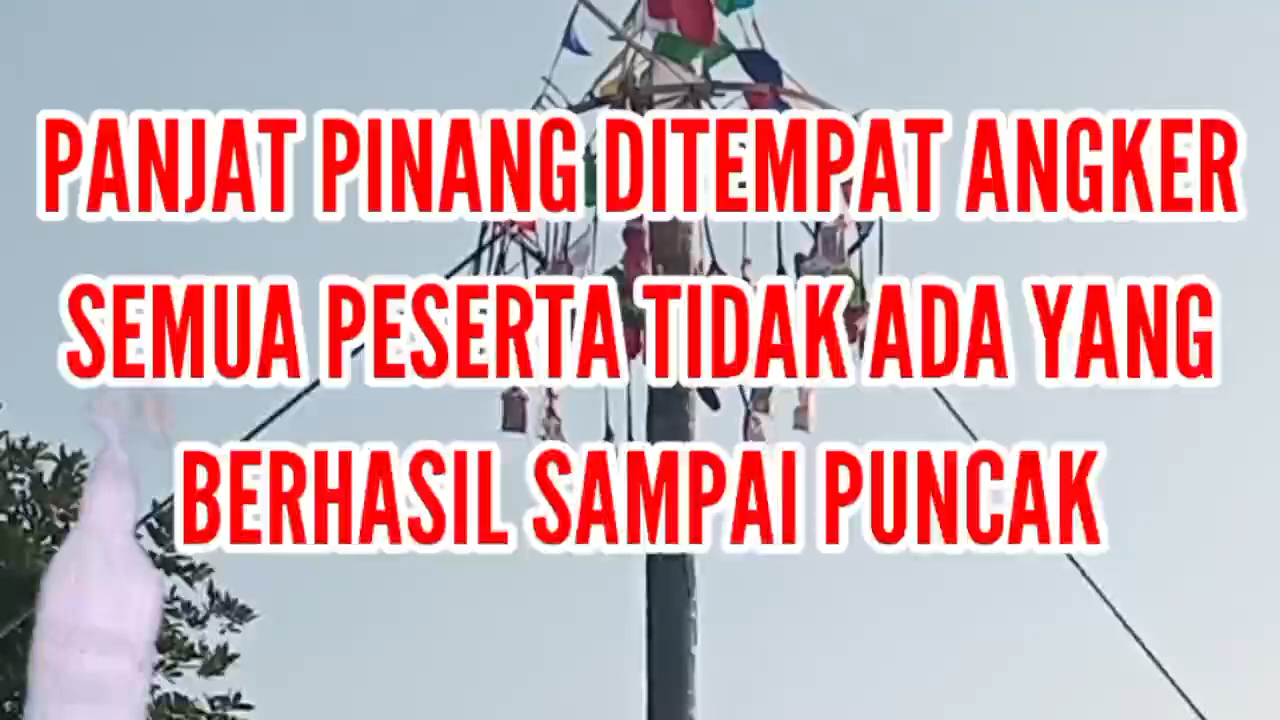 PANJAT PINANG DITEMPAT ANGKER
SEMUA PESERTA TIDAK ADA YANG
BERHASIL SAMPAI PUNCAK